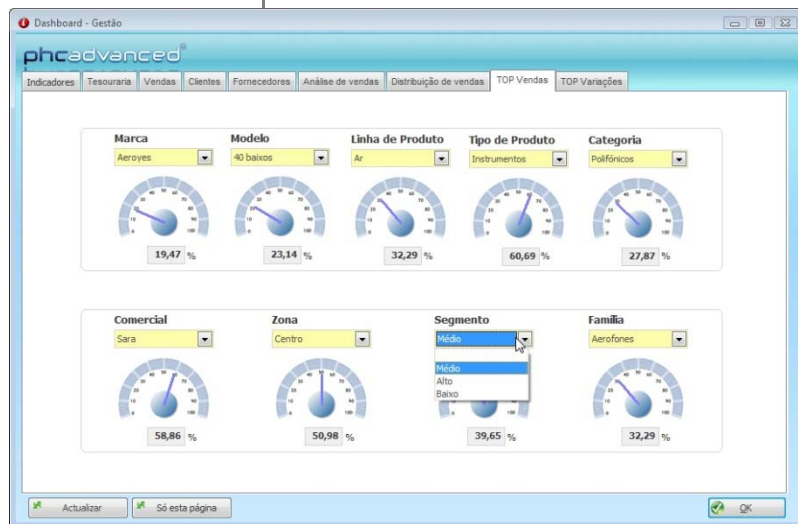 Dashboard - Gestão
phcadvanced®
Indicadores Tesouraria Vendas Clientes Fornecedores Análise de vendas Distribuição de vendas TOP Vendas TOP Variações
Marca Modelo Linha de Produto Tipo de Produto Categoria
Aeroyes 40 baixos Ar Instrumentos Polifónicos
19,47 % 23,14 % 32,29 % 60,69 % 27,87 %
Comercial Zona Segmento Família
Sara Centro Médio Aerofones
Médio
Alto
Baixo
58,86 % 50,98 % 39,65 % 32,29 %
Actualizar Só esta página OK